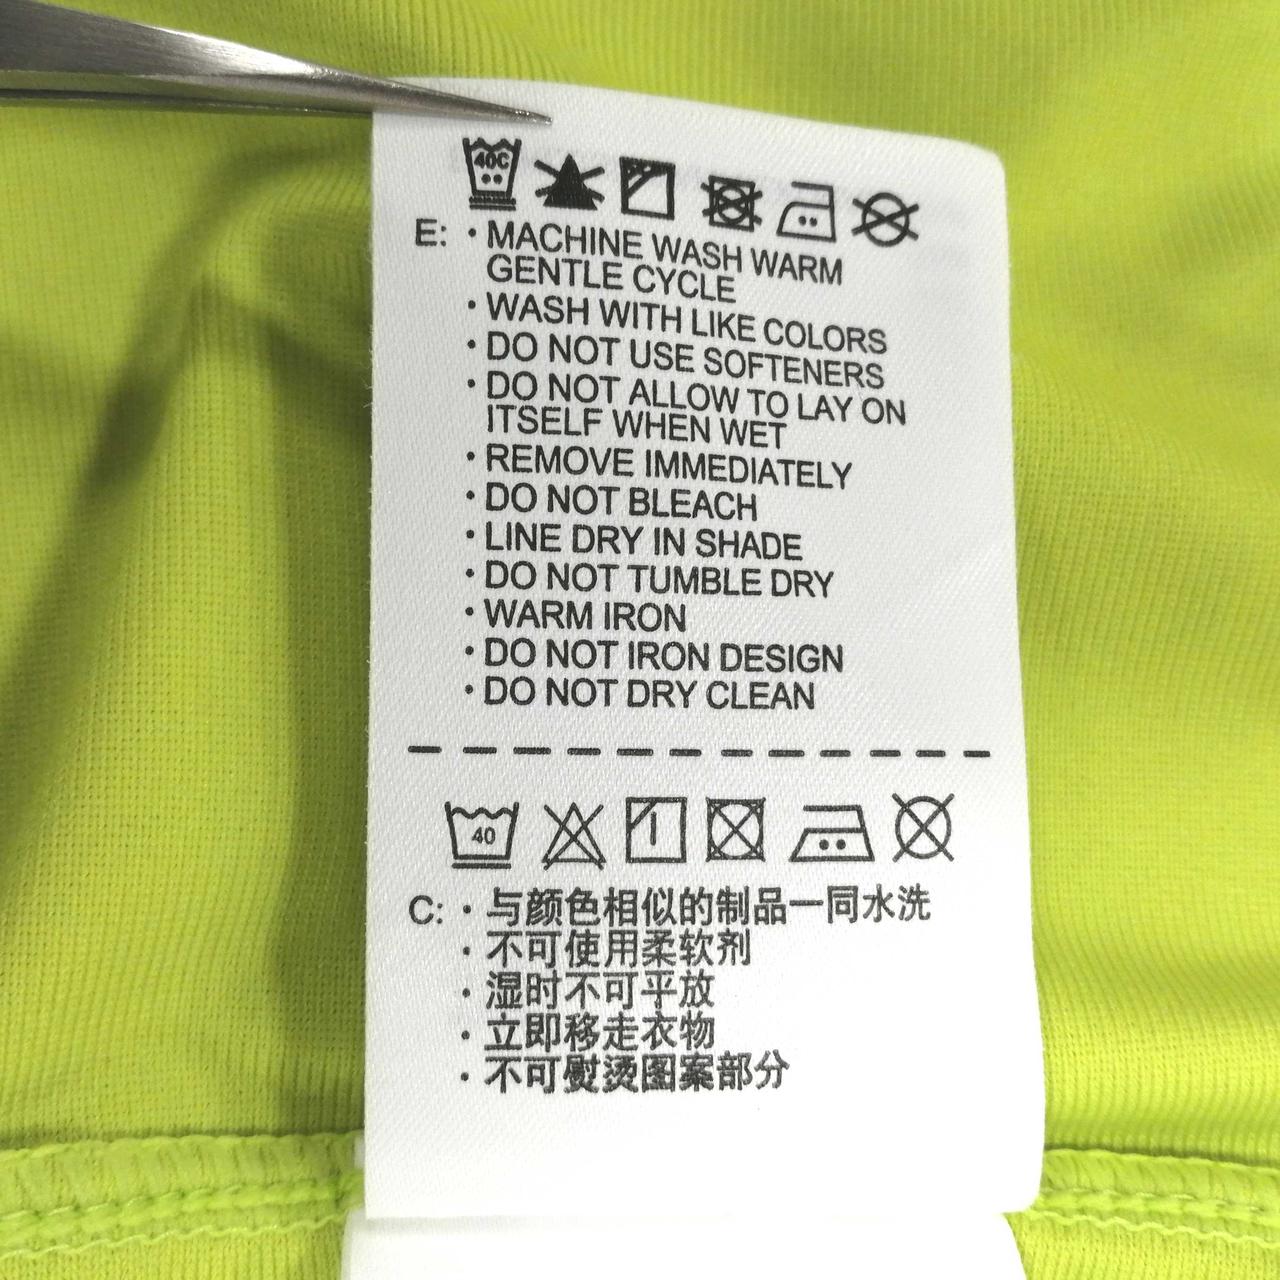 40C
E: · MACHINE WASH WARM
GENTLE CYCLE
· WASH WITH LIKE COLORS
· DO NOT USE SOFTENERS
· DO NOT ALLOW TO LAY ON
ITSELF WHEN WET
· REMOVE IMMEDIATELY
· DO NOT BLEACH
· LINE DRY IN SHADE
· DO NOT TUMBLE DRY
· WARM IRON
· DO NOT IRON DESIGN
· DO NOT DRY CLEAN
40
C: · 与颜色相似的制品一同水洗
· 不可使用柔软剂
· 湿时不可平放
· 立即移走衣物
· 不可熨烫图案部分